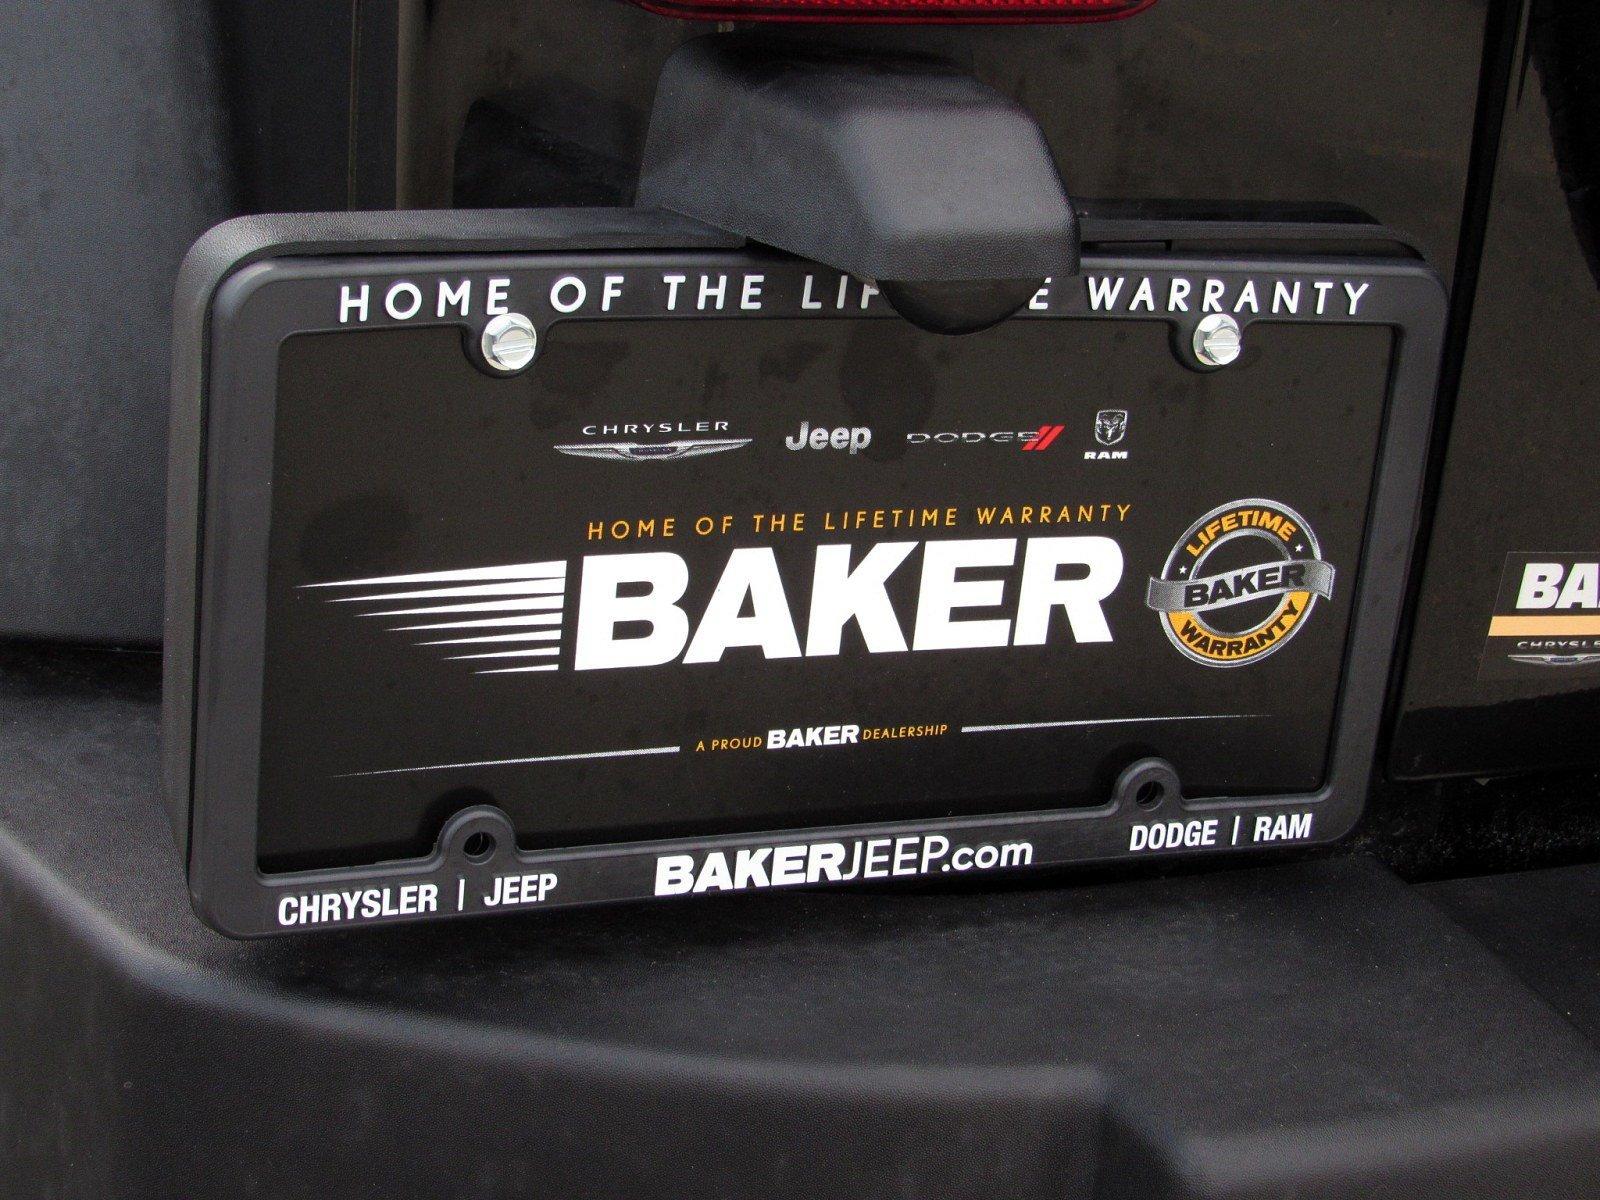 HOME OF THE LIF E WARRANTY
CHRYSLER
Jeep
DODGE
RAM
HOME OF THE LIFETIME WARRANTY
BAKER
LIFETIME
BAKER
WARRANTY
A PROUD BAKER DEALERSHIP
CHRYSLER | JEEP
BAKERJEEP.com
DODGE | RAM
BA
CHRYSLE